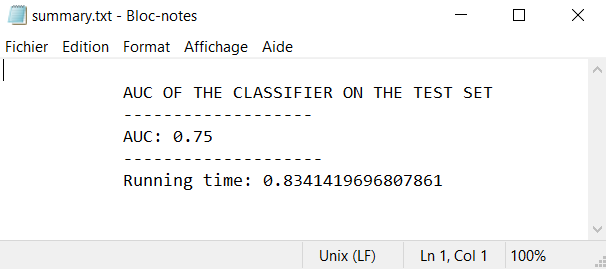 summary.txt - Bloc-notes
Fichier Edition Format Affichage Aide
AUC OF THE CLASSIFIER ON THE TEST SET
-------------------
AUC: 0.75
--------------------
Running time: 0.8341419696807861
Unix (LF) Ln 1, Col 1 100%